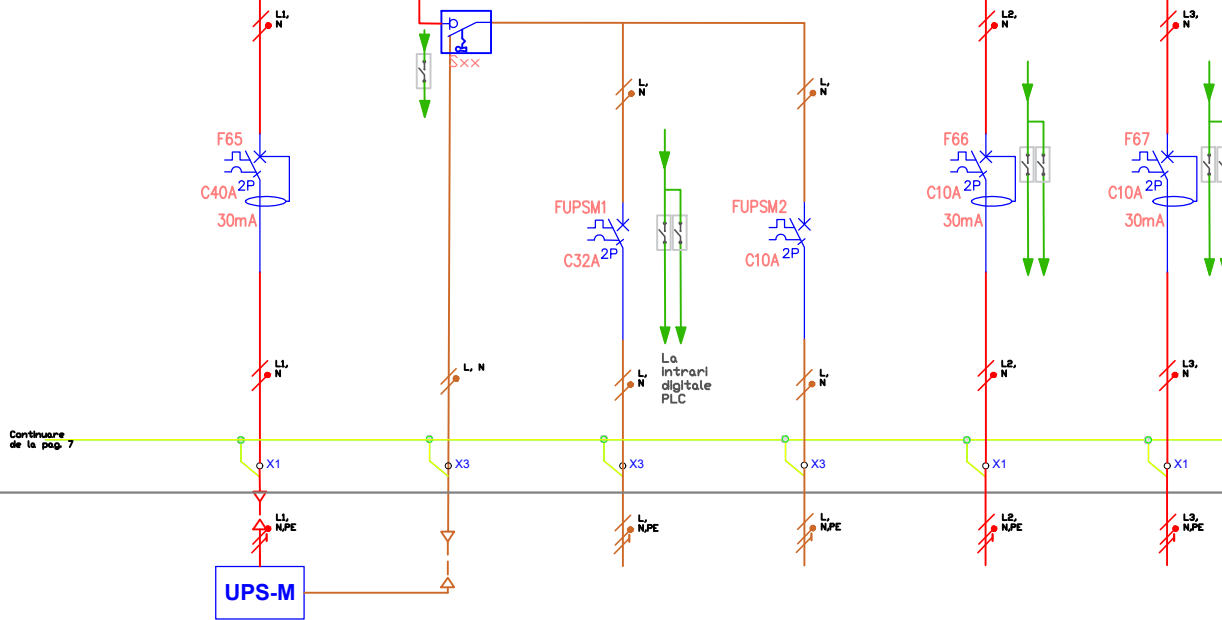 L1,
N
L,
N
L,
N
L2,
N
L3,
N
Sxx
F65
2P
C40A
30mA
FUPSM1
2P
C32A
FUPSM2
2P
C10A
F66
2P
C10A
30mA
F67
2P
C10A
30mA
La
intrari
digitale
PLC
L1,
N
L, N
L,
N
L,
N
L2,
N
L3,
N
Continuare
de la pag. 7
X1
X3
X3
X3
X1
X1
L1,
N,PE
L,
N,PE
L,
N,PE
L2,
N,PE
L3,
N,PE
UPS-M